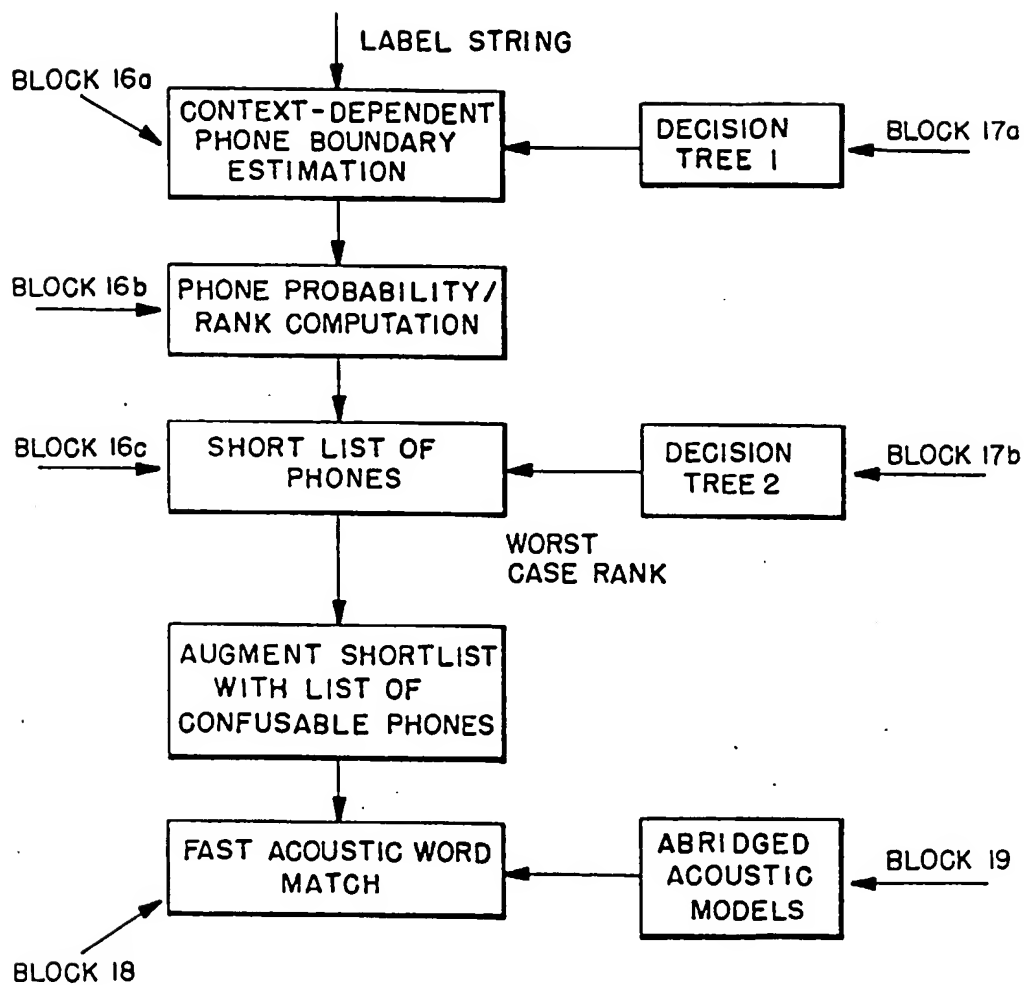 LABEL STRING
BLOCK 16a
CONTEXT-DEPENDENT
PHONE BOUNDARY
ESTIMATION
DECISION
TREE 1
BLOCK 17a
BLOCK 16b
PHONE PROBABILITY/
RANK COMPUTATION
BLOCK 16c
SHORT LIST OF
PHONES
DECISION
TREE 2
BLOCK 17b
WORST
CASE RANK
AUGMENT SHORTLIST
WITH LIST OF
CONFUSABLE PHONES
FAST ACOUSTIC WORD
MATCH
ABRIDGED
ACOUSTIC
MODELS
BLOCK 19
BLOCK 18